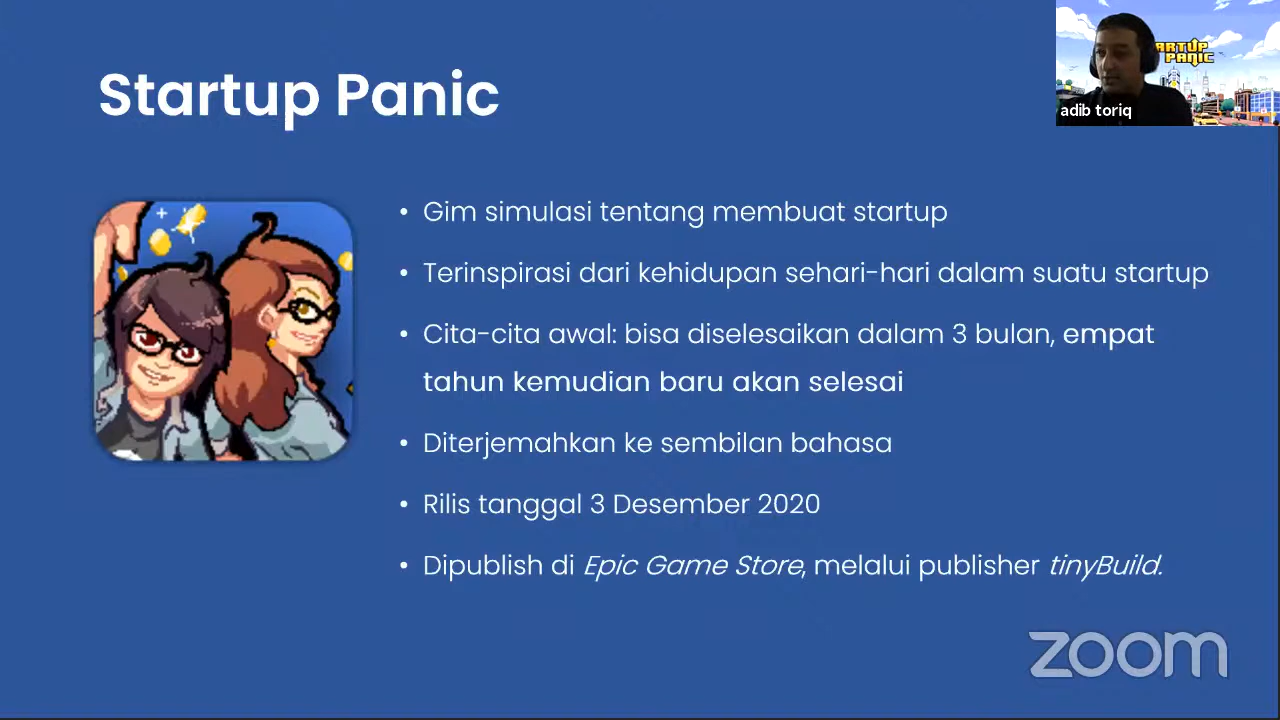 Startup Panic
ARTUP
PANIC
adib toriq
• Gim simulasi tentang membuat startup
• Terinspirasi dari kehidupan sehari-hari dalam suatu startup
• Cita-cita awal: bisa diselesaikan dalam 3 bulan, empat
tahun kemudian baru akan selesai
• Diterjemahkan ke sembilan bahasa
• Rilis tanggal 3 Desember 2020
• Dipublish di Epic Game Store, melalui publisher tinyBuild.
zoom